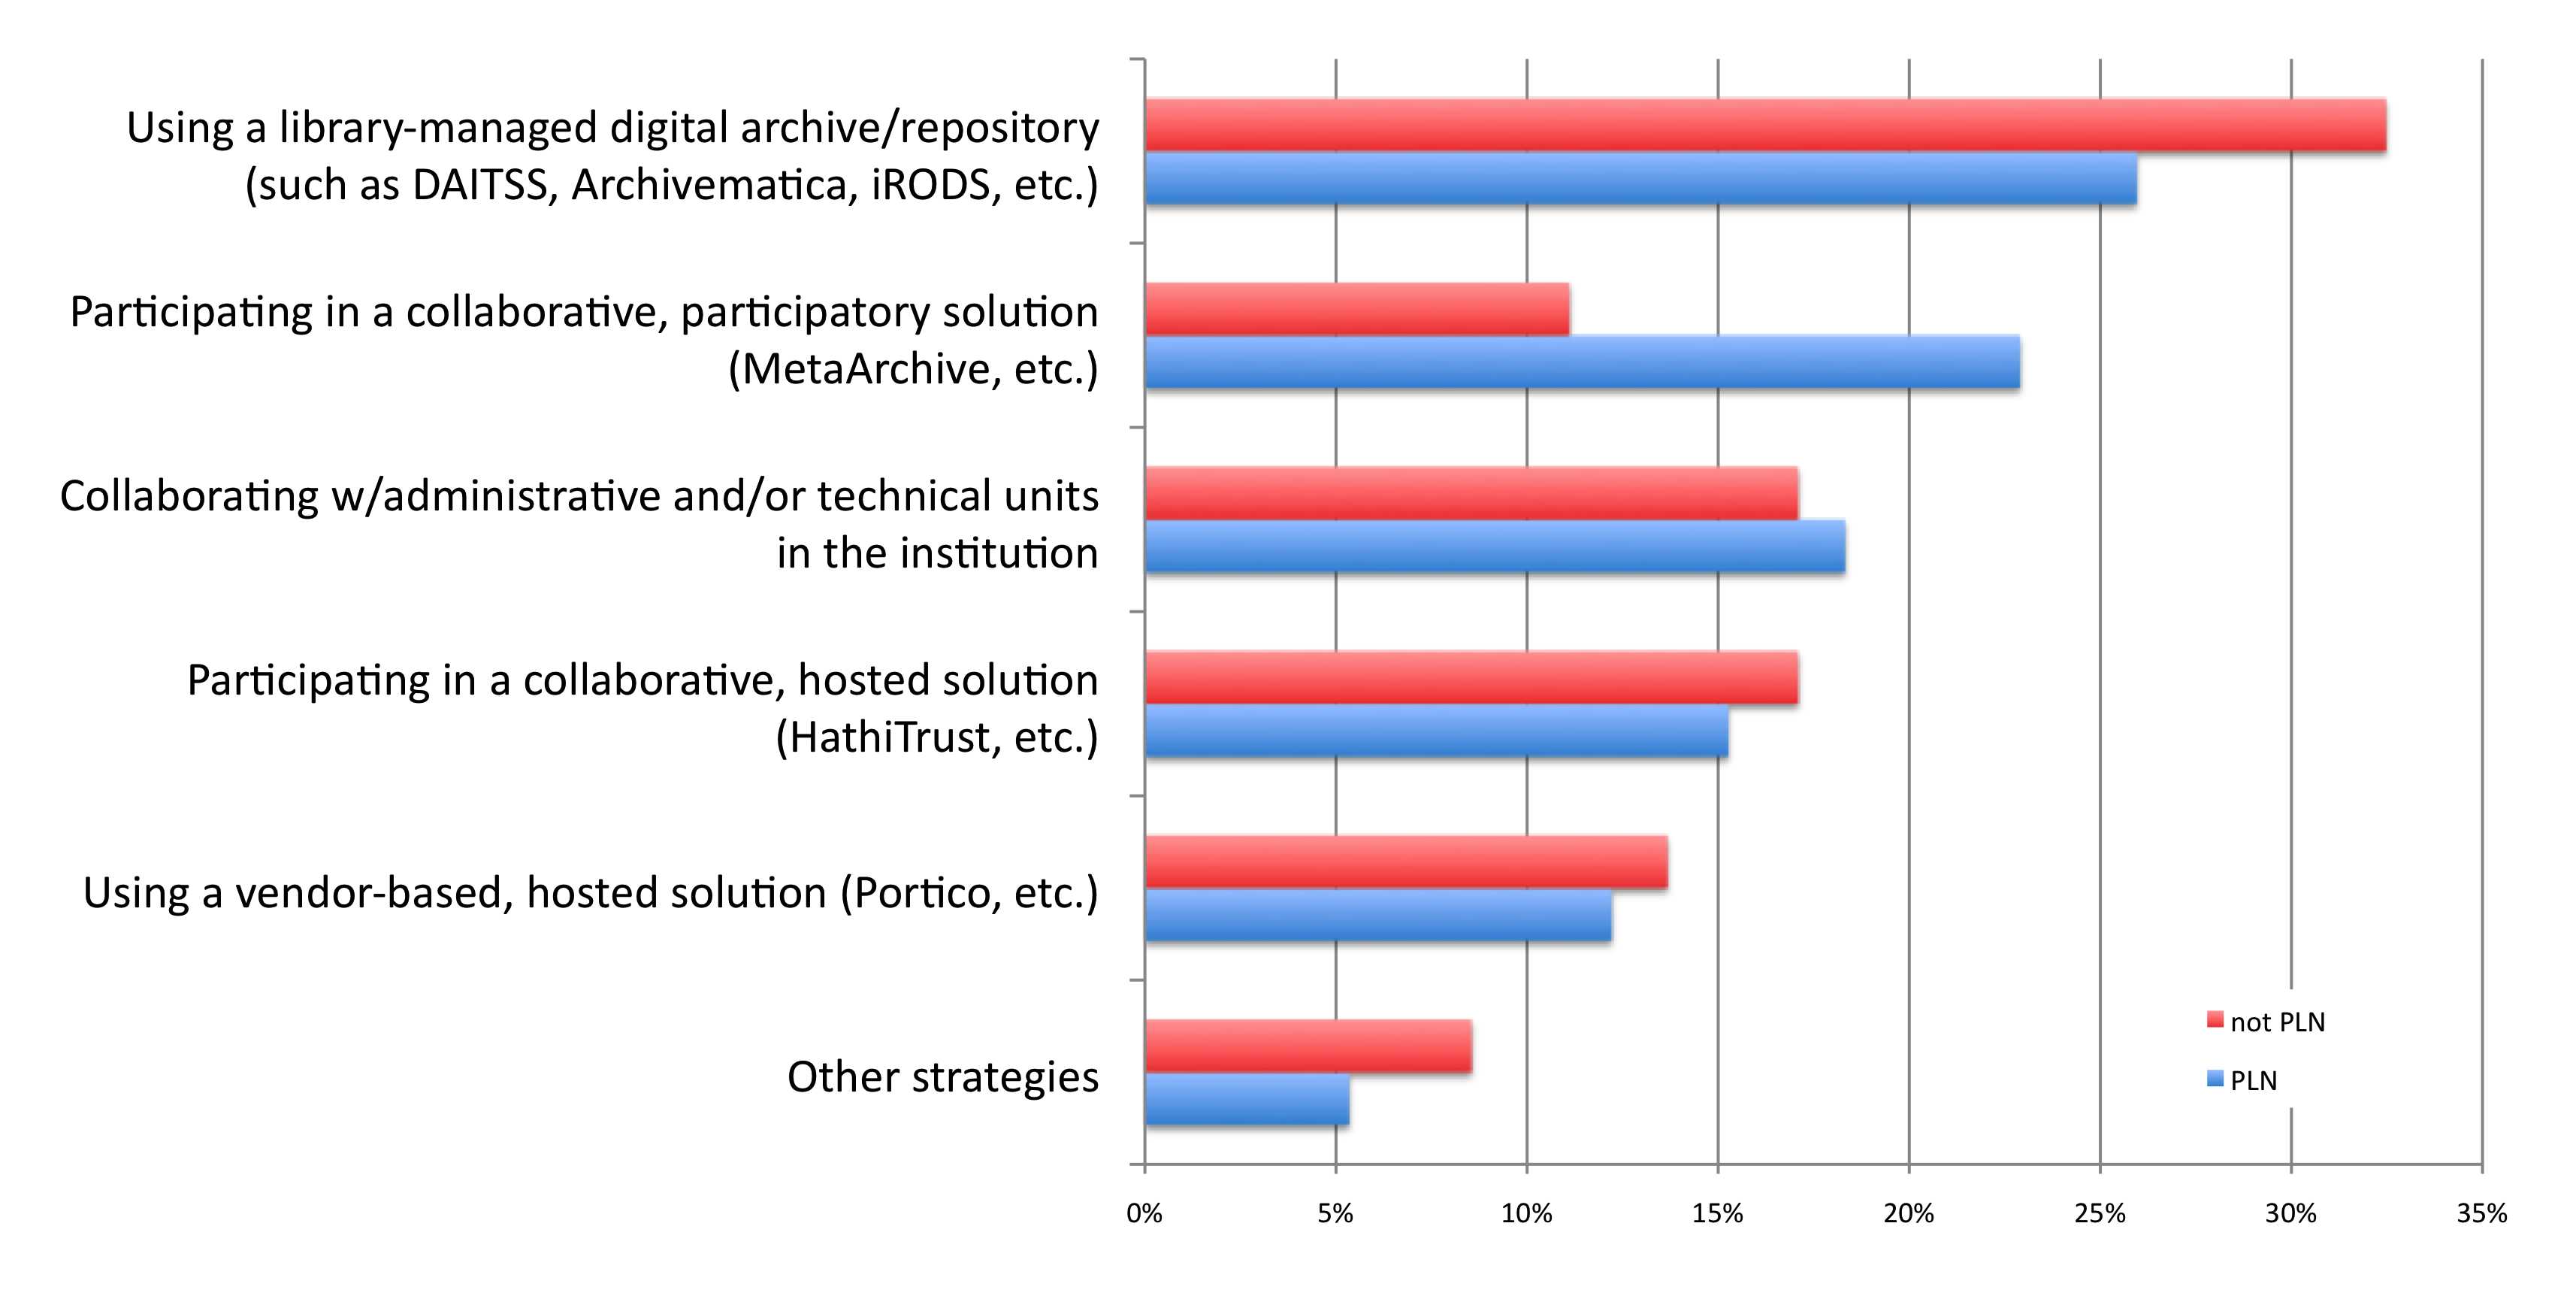 Using a library-managed digital archive/repository
(such as DAITSS, Archivematica, iRODS, etc.)
Participating in a collaborative, participatory solution
(MetaArchive, etc.)
Collaborating w/administrative and/or technical units
in the institution
Participating in a collaborative, hosted solution
(HathiTrust, etc.)
Using a vendor-based, hosted solution (Portico, etc.)
Other strategies
not PLN
PLN
0% 5% 10% 15% 20% 25% 30% 35%